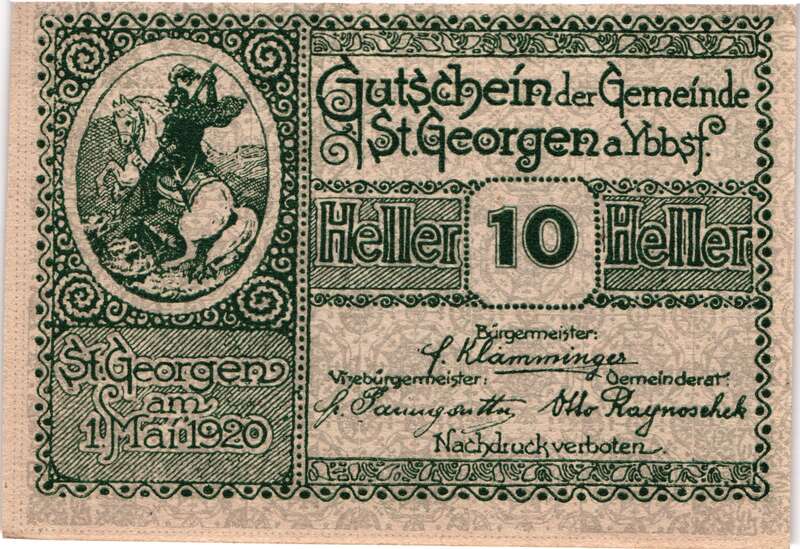 Gutschein der Gemeinde
St. Georgen a Ybbsf.
Heller 10 Heller
St. Georgen
am
1. Mai 1920
Bürgermeister:
f. Klamminger
Vizebürgermeister: Gemeinderat:
Otto Raynoschek
Nachdruck verboten.